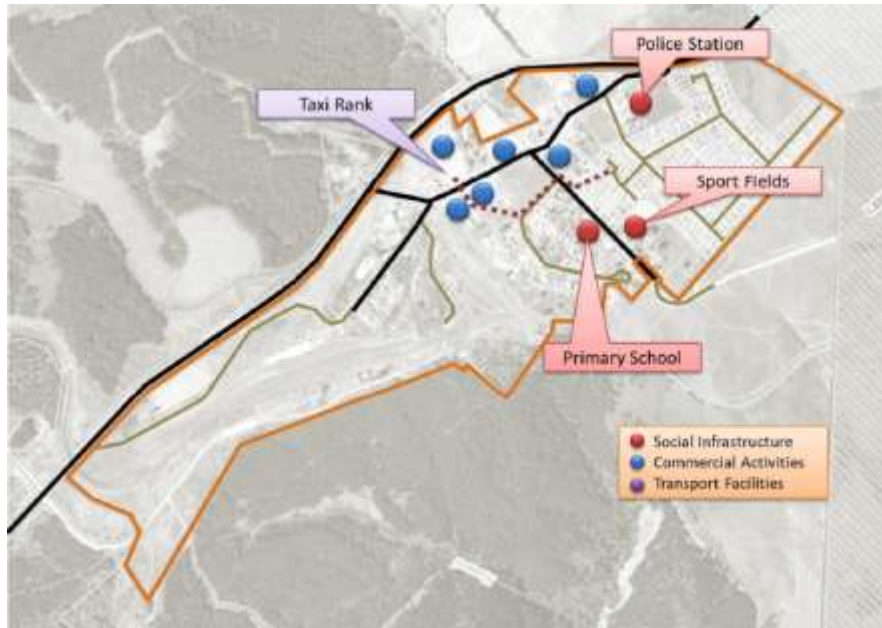 Police Station
Taxi Rank
Sport Fields
Primary School
Social Infrastructure
Commercial Activities
Transport Facilities